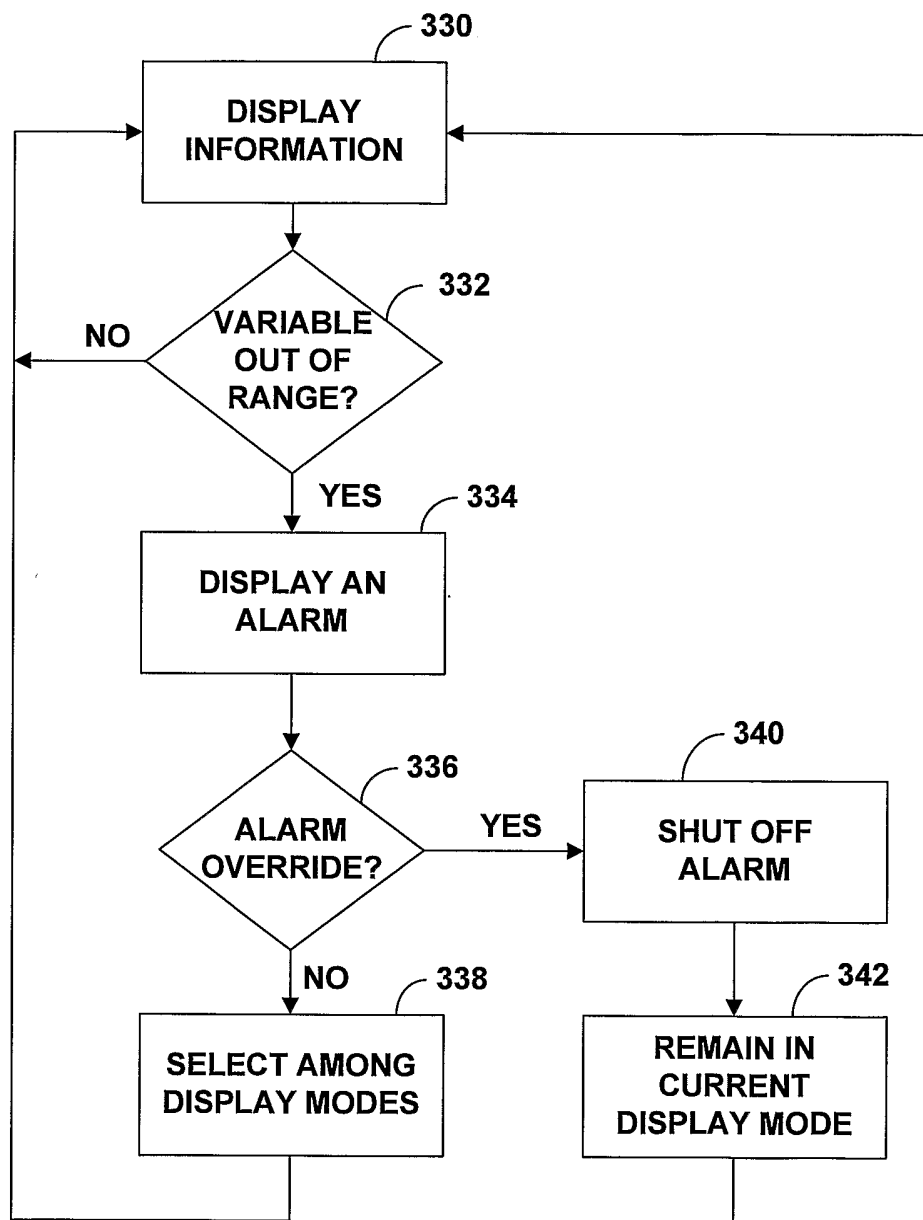 330
DISPLAY
INFORMATION
332
NO
VARIABLE
OUT OF
RANGE?
YES
334
DISPLAY AN
ALARM
336
ALARM
OVERRIDE?
YES
340
SHUT OFF
ALARM
NO
338
SELECT AMONG
DISPLAY MODES
342
REMAIN IN
CURRENT
DISPLAY MODE